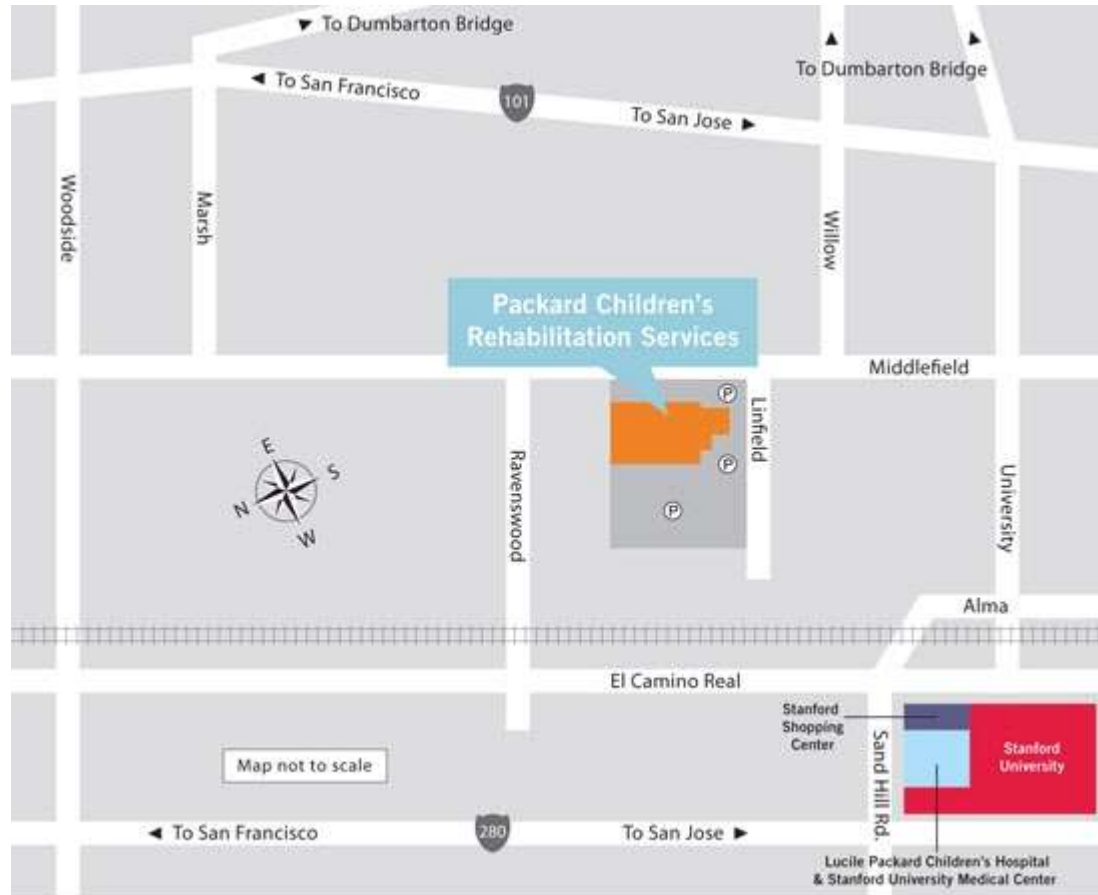 To Dumbarton Bridge
To San Francisco
101
To San Jose
To Dumbarton Bridge
Woodside
Marsh
Willow
Packard Children's
Rehabilitation Services
Middlefield
P
Linfield
P
P
Ravenswood
University
E
S
N
W
Alma
El Camino Real
Stanford
Shopping
Center
Sand Hill Rd.
Stanford
University
Map not to scale
To San Francisco
280
To San Jose
Lucile Packard Children's Hospital
& Stanford University Medical Center